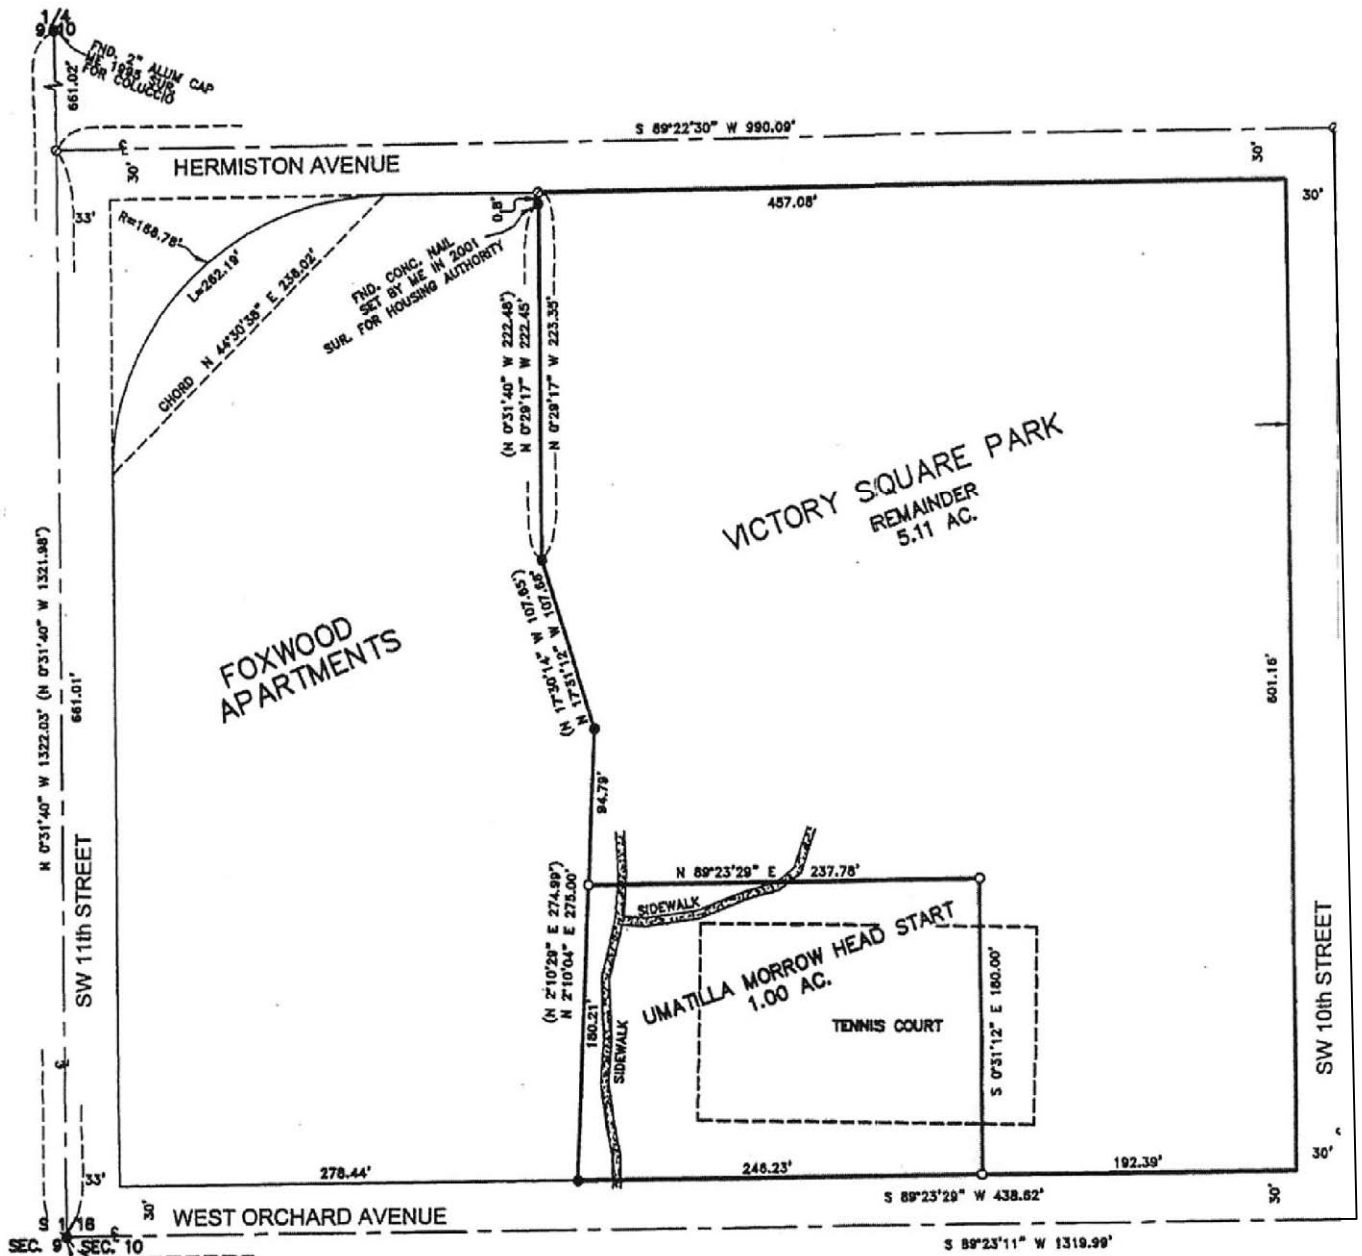 1/4
9 10
FND. 2" ALUM CAP
ME 1995 SUR.
FOR COLUCCIO
661.02'
S 89°22'30" W 990.09'
30'
HERMISTON AVENUE
30'
30'
33'
R=168.78'
L=262.19'
CHORD N 44°30'38" E 238.02'
0.8'
457.08'
FND. CONC. NAIL
SET BY ME IN 2001
SUR. FOR HOUSING AUTHORITY
(N 0°31'40" W 222.48')
N 0°29'17" W 222.45'
N 0°29'17" W 223.35'
VICTORY SQUARE PARK
REMAINDER
5.11 AC.
(N 17°30'14" W 107.65')
N 17°31'12" W 107.68'
N 0°31'40" W 1322.03' (N 0°31'40" W 1321.98')
661.01'
FOXWOOD
APARTMENTS
601.16'
94.79'
SW 11th STREET
N 89°23'29" E 237.78'
SIDEWALK
(N 2°10'29" E 274.99')
N 2°10'04" E 275.00'
180.21'
SIDEWALK
UMATILLA MORROW HEAD START
1.00 AC.
TENNIS COURT
S 0°31'12" E 180.00'
SW 10th STREET
278.44'
246.23'
192.39'
33'
30'
30'
30'
S 89°23'29" W 438.62'
WEST ORCHARD AVENUE
S 1/16
SEC. 9 SEC. 10
S 89°23'11" W 1319.99'